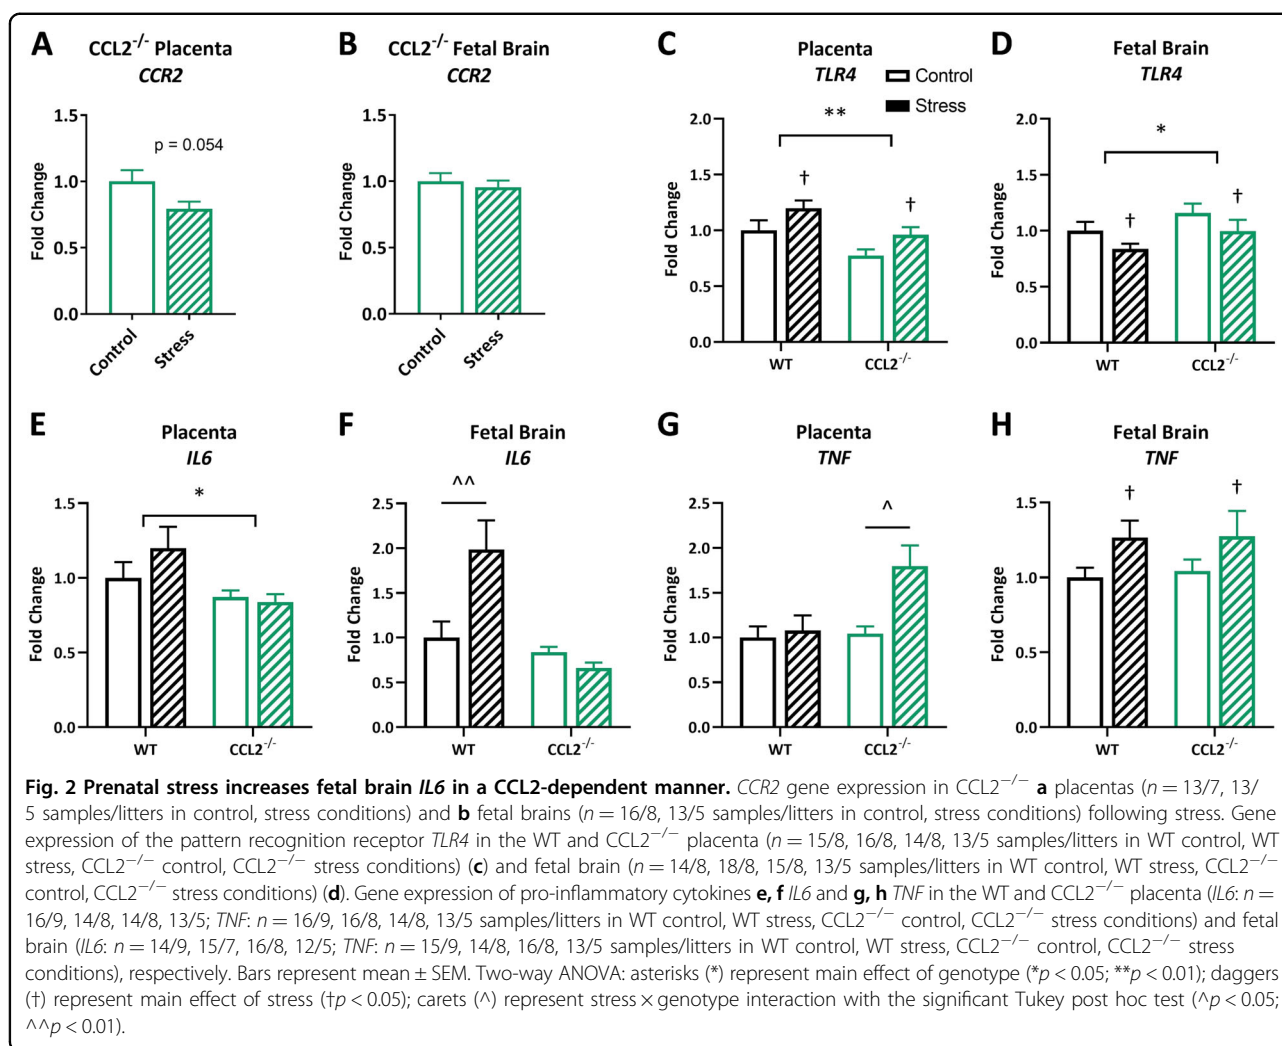 A
CCL2-/- Placenta
CCR2
Fold Change
1.5
1.0
0.5
0.0
p = 0.054
Control
Stress
B
CCL2-/- Fetal Brain
CCR2
Fold Change
1.5
1.0
0.5
0.0
Control
Stress
C
Placenta
TLR4
Control
Stress
Fold Change
2.0
1.5
1.0
0.5
0.0
**
†
†
WT
CCL2-/-
D
Fetal Brain
TLR4
Fold Change
2.0
1.5
1.0
0.5
0.0
*
†
†
WT
CCL2-/-
E
Placenta
IL6
Fold Change
1.5
1.0
0.5
0.0
*
WT
CCL2-/-
F
Fetal Brain
IL6
Fold Change
2.5
2.0
1.5
1.0
0.5
0.0
^^
WT
CCL2-/-
G
Placenta
TNF
Fold Change
2.5
2.0
1.5
1.0
0.5
0.0
^
WT
CCL2-/-
H
Fetal Brain
TNF
Fold Change
1.5
1.0
0.5
0.0
†
†
WT
CCL2-/-
Fig. 2 Prenatal stress increases fetal brain IL6 in a CCL2-dependent manner. CCR2 gene expression in CCL2−/− a placentas (n = 13/7, 13/
5 samples/litters in control, stress conditions) and b fetal brains (n = 16/8, 13/5 samples/litters in control, stress conditions) following stress. Gene
expression of the pattern recognition receptor TLR4 in the WT and CCL2−/− placenta (n = 15/8, 16/8, 14/8, 13/5 samples/litters in WT control, WT
stress, CCL2−/− control, CCL2−/− stress conditions) (c) and fetal brain (n = 14/8, 18/8, 15/8, 13/5 samples/litters in WT control, WT stress, CCL2−/−
control, CCL2−/− stress conditions) (d). Gene expression of pro-inflammatory cytokines e, f IL6 and g, h TNF in the WT and CCL2−/− placenta (IL6: n =
16/9, 14/8, 14/8, 13/5; TNF: n = 16/9, 16/8, 14/8, 13/5 samples/litters in WT control, WT stress, CCL2−/− control, CCL2−/− stress conditions) and fetal
brain (IL6: n = 14/9, 15/7, 16/8, 12/5; TNF: n = 15/9, 14/8, 16/8, 13/5 samples/litters in WT control, WT stress, CCL2−/− control, CCL2−/− stress
conditions), respectively. Bars represent mean ± SEM. Two-way ANOVA: asterisks (*) represent main effect of genotype (*p < 0.05; **p < 0.01); daggers
(†) represent main effect of stress (†p < 0.05); carets (^) represent stress × genotype interaction with the significant Tukey post hoc test (^p < 0.05;
^^p < 0.01).